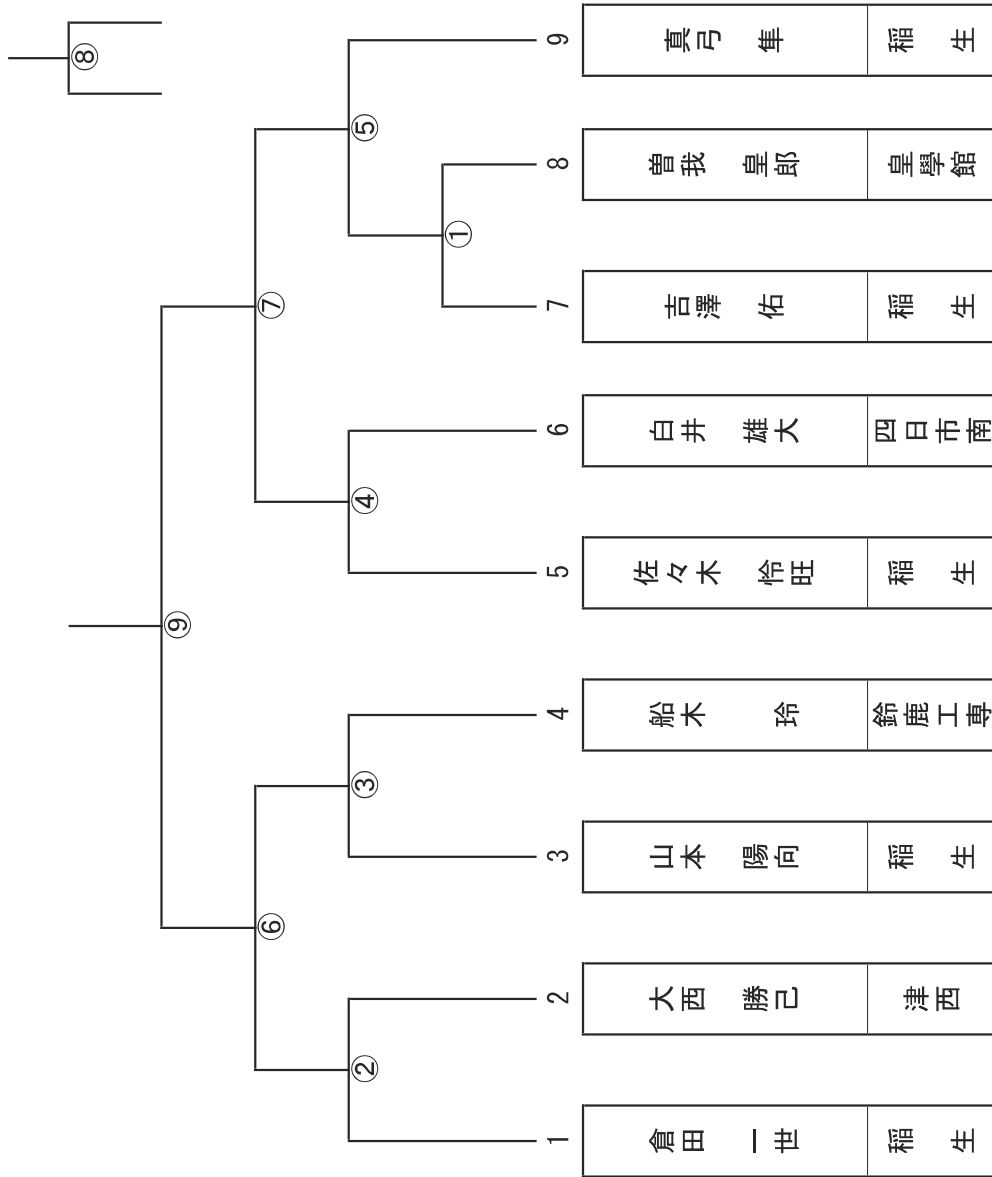 ⑧
⑨
⑥
⑦
②
③
④
⑤
①
1 倉田 一世 稲生
2 大西 勝己 津西
3 山本 陽向 稲生
4 船木 玲 鈴鹿工専
5 佐々木 怜旺 稲生
6 白井 雄大 四日市南
7 吉澤 佑 稲生
8 曽我 皇郎 皇學館
9 真弓 隼 稲生